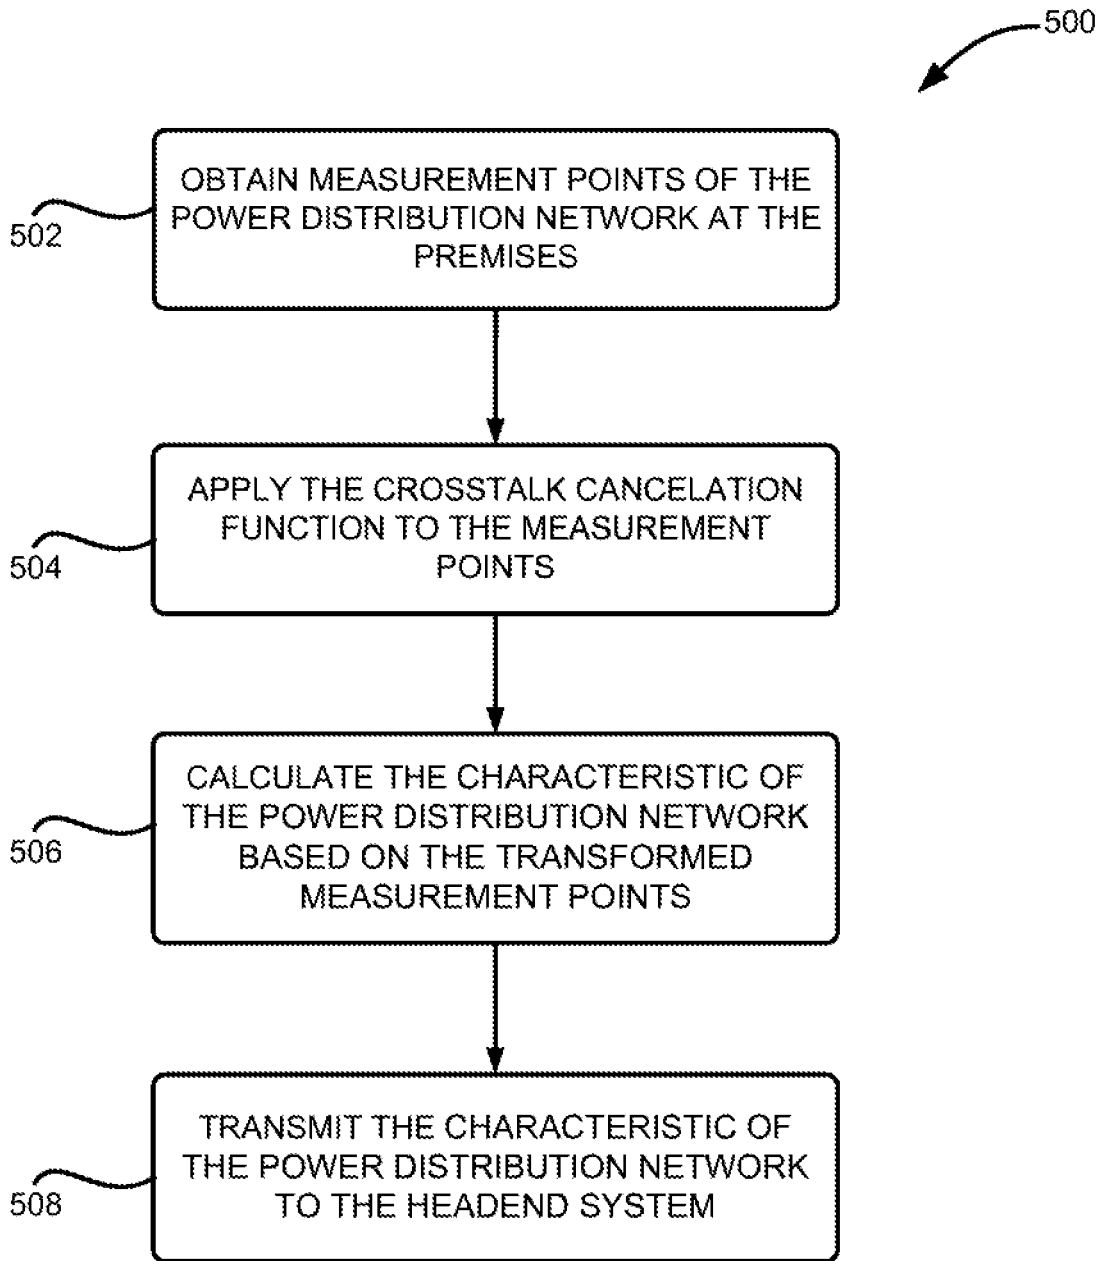 500
OBTAIN MEASUREMENT POINTS OF THE
POWER DISTRIBUTION NETWORK AT THE
PREMISES
502
APPLY THE CROSSTALK CANCELATION
FUNCTION TO THE MEASUREMENT
POINTS
504
CALCULATE THE CHARACTERISTIC OF
THE POWER DISTRIBUTION NETWORK
BASED ON THE TRANSFORMED
MEASUREMENT POINTS
506
TRANSMIT THE CHARACTERISTIC OF
THE POWER DISTRIBUTION NETWORK
TO THE HEADEND SYSTEM
508